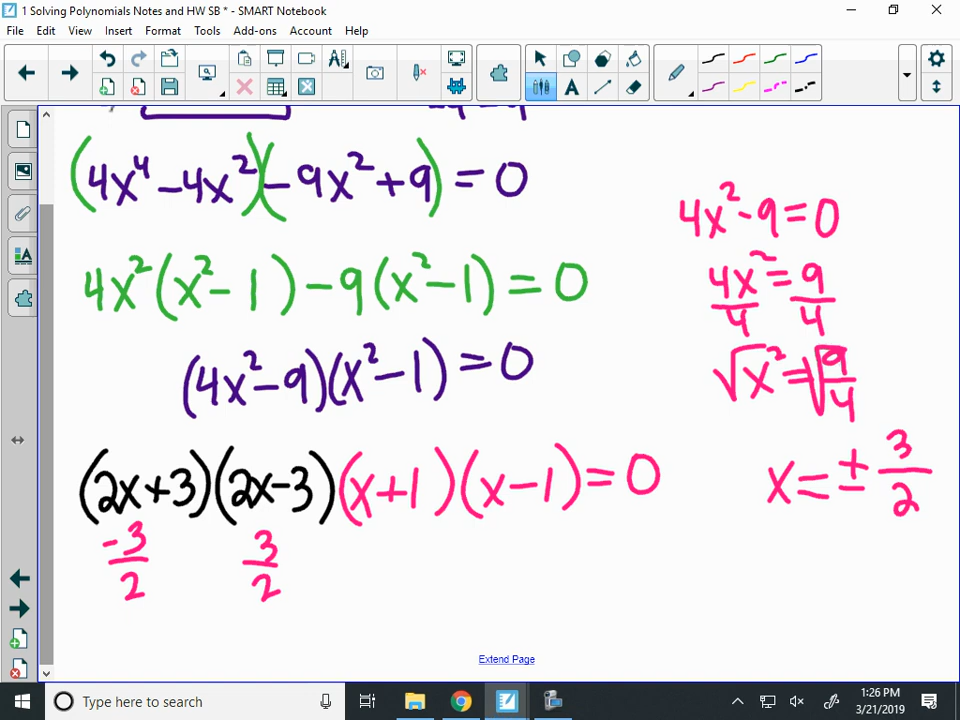 1 Solving Polynomials Notes and HW SB * - SMART Notebook
File Edit View Insert Format Tools Add-ons Account Help
(4x⁴ - 4x²)(- 9x² + 9) = 0
4x²(x² - 1) - 9(x² - 1) = 0
(4x² - 9)(x² - 1) = 0
(2x + 3)(2x - 3)(x + 1)(x - 1) = 0
-3/2 3/2
4x² - 9 = 0
4x²/4 = 9/4
√x² = √9/4
x = ± 3/2
Extend Page
Type here to search
1:26 PM
3/21/2019